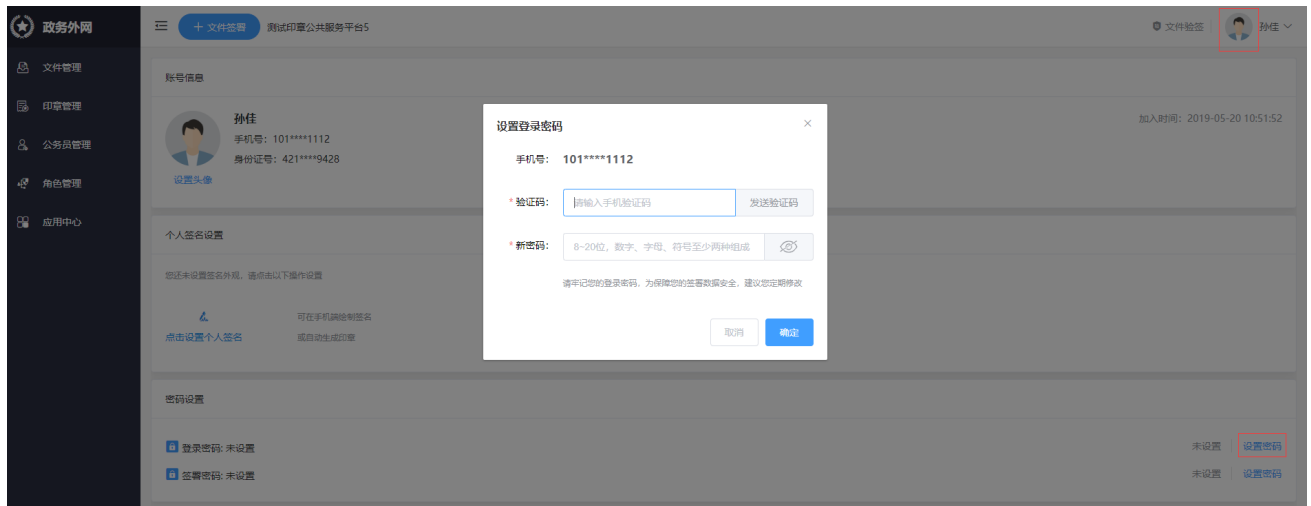 政务外网
+ 文件签署
测试印章公共服务平台5
文件验签
孙佳
文件管理
印章管理
公务员管理
角色管理
应用中心
账号信息
孙佳
手机号：101****1112
身份证号：421****9428
设置头像
加入时间：2019-05-20 10:51:52
个人签名设置
您还未设置签名外观，请点击以下操作设置
点击设置个人签名
可在手机端绘制签名
或自动生成印章
密码设置
登录密码: 未设置
未设置
设置密码
签署密码: 未设置
未设置
设置密码
设置登录密码
手机号： 101****1112
* 验证码：
请输入手机验证码
发送验证码
* 新密码：
8~20位，数字、字母、符号至少两种组成
请牢记您的登录密码，为保障您的签署数据安全，建议您定期修改
取消
确定